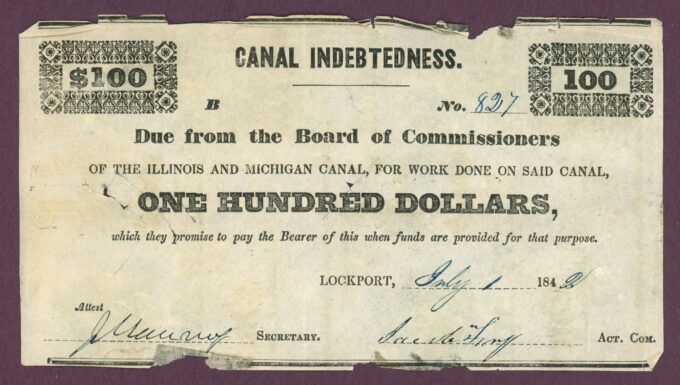 CANAL INDEBTEDNESS.
$100
100
B No. 827
Due from the Board of Commissioners
OF THE ILLINOIS AND MICHIGAN CANAL, FOR WORK DONE ON SAID CANAL,
ONE HUNDRED DOLLARS,
which they promise to pay the Bearer of this when funds are provided for that purpose.
LOCKPORT, July 1 1842
Attest
SECRETARY. ACT. COM.